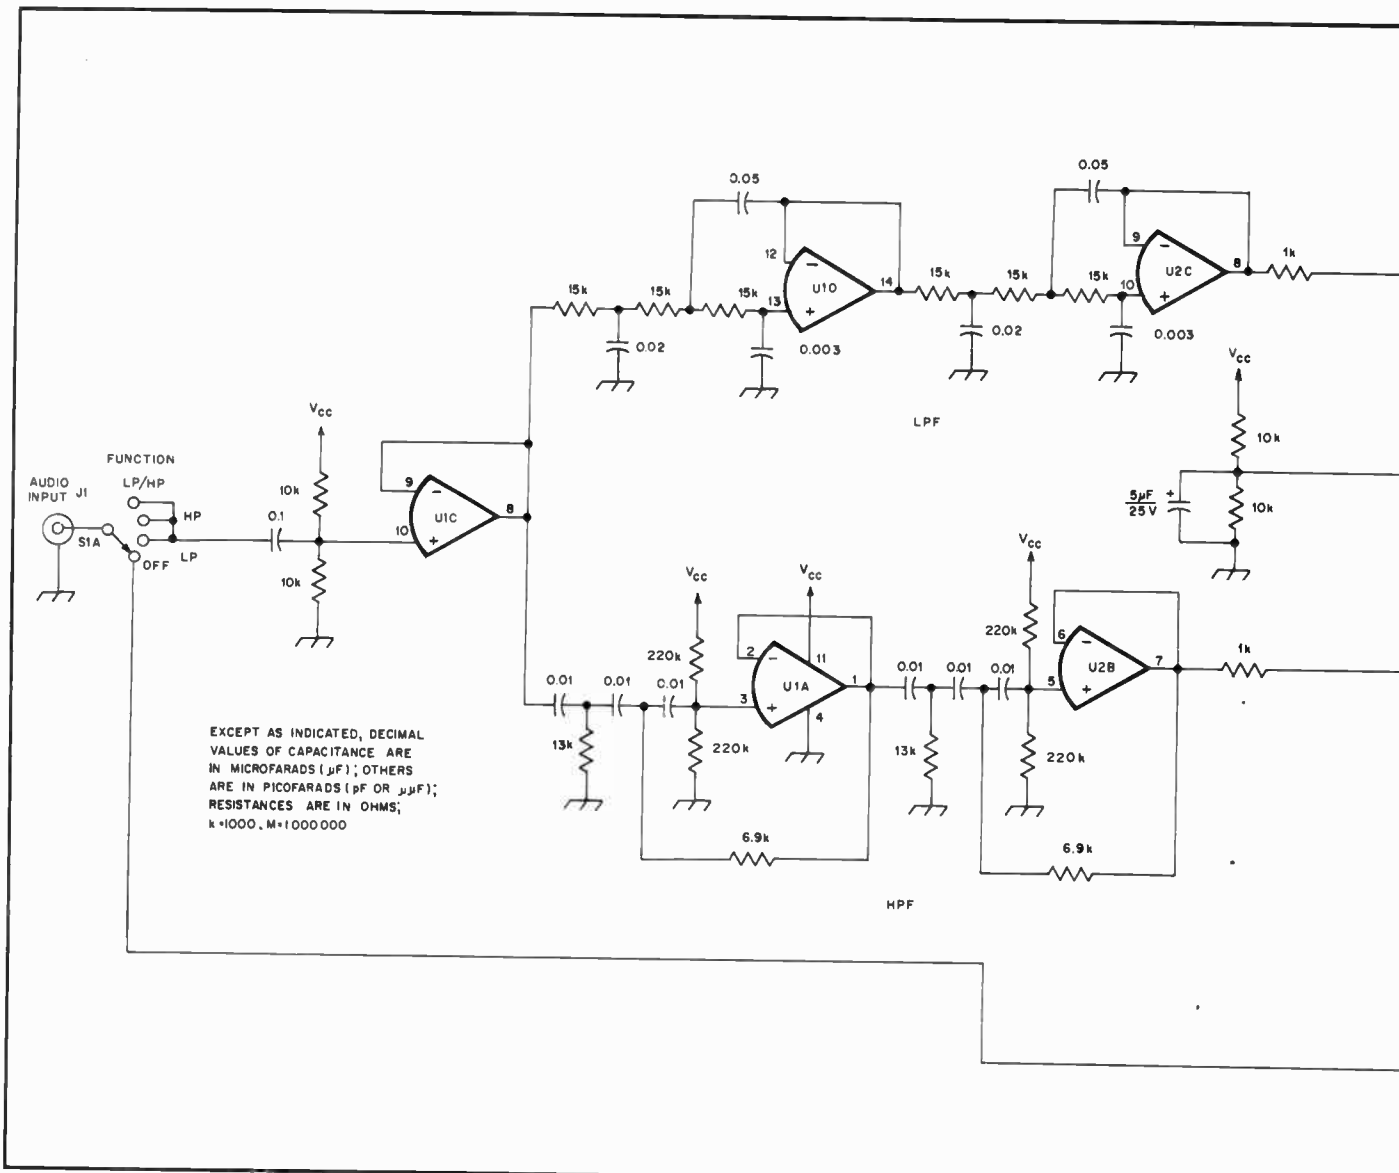 0.05
12
U1D
14
13
15k
15k
15k
0.02
0.003
0.05
9
U2C
8
10
1k
15k
15k
15k
0.02
0.003
LPF
Vcc
10k
5µF
25V
10k
FUNCTION
LP/HP
AUDIO
INPUT J1
S1A
HP
LP
OFF
0.1
Vcc
10k
10k
9
U1C
8
10
Vcc
220k
0.01
0.01
0.01
13k
220k
Vcc
2
11
U1A
1
3
4
6.9k
Vcc
220k
0.01
0.01
0.01
13k
220k
6
U2B
7
5
1k
6.9k
HPF
EXCEPT AS INDICATED, DECIMAL
VALUES OF CAPACITANCE ARE
IN MICROFARADS (µF); OTHERS
ARE IN PICOFARADS (pF OR µµF);
RESISTANCES ARE IN OHMS;
k=1000, M=1000000